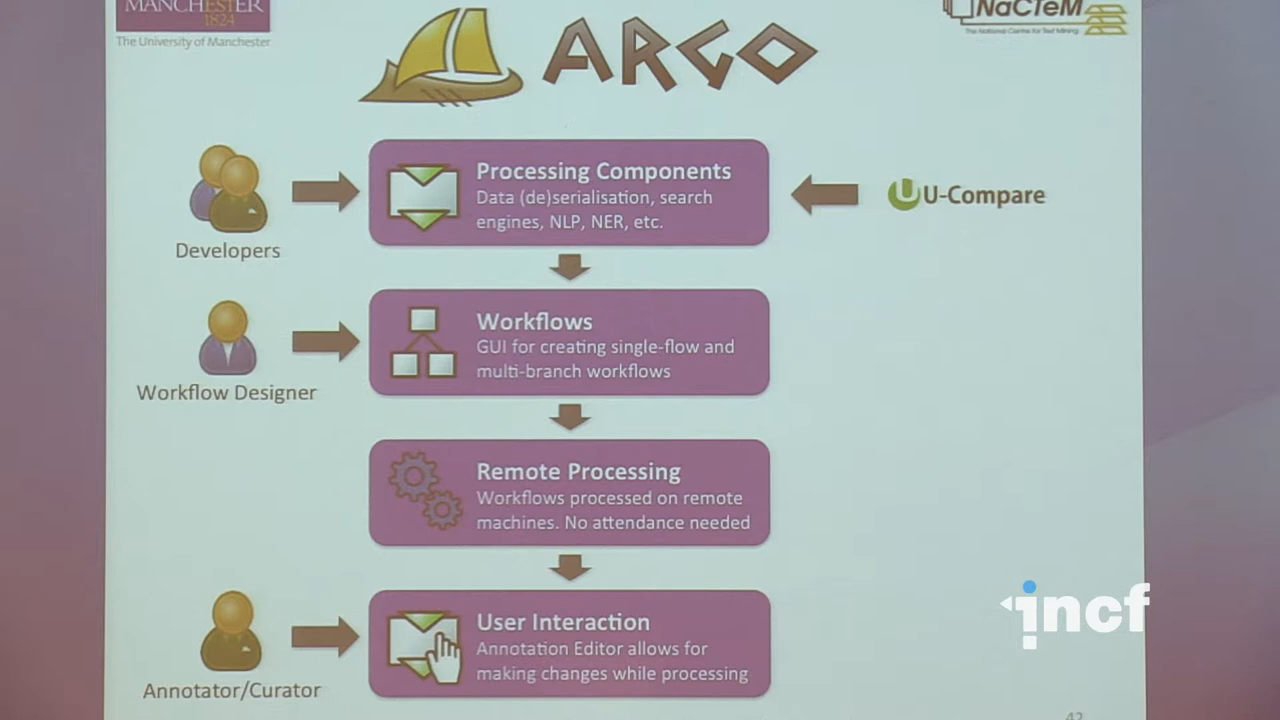 MANCHESTER
1824
The University of Manchester
ARGO
NaCTeM
The National Centre for Text Mining
Processing Components
Data (de)serialisation, search
engines, NLP, NER, etc.
Developers
U-Compare
Workflows
GUI for creating single-flow and
multi-branch workflows
Workflow Designer
Remote Processing
Workflows processed on remote
machines. No attendance needed
User Interaction
Annotation Editor allows for
making changes while processing
Annotator/Curator
incf
42